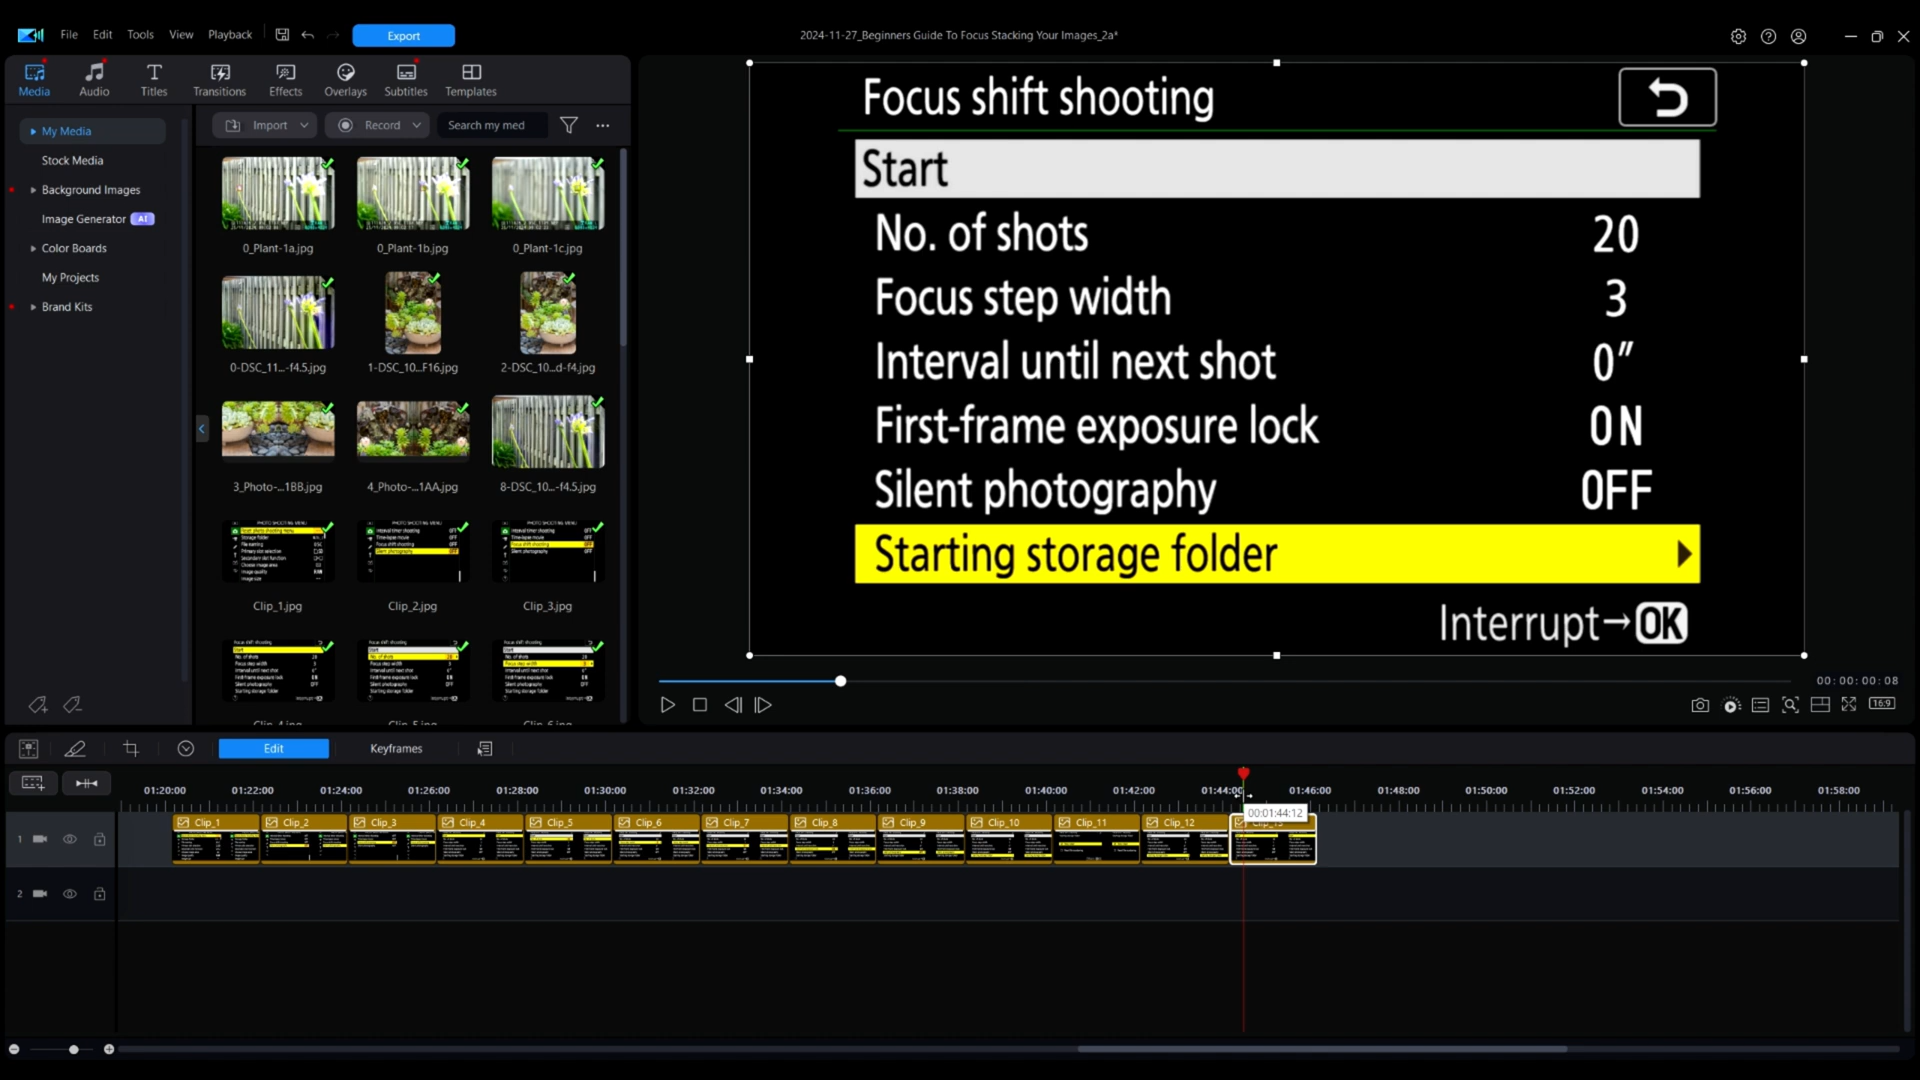 File Edit Tools View Playback Export
2024-11-27_Beginners Guide To Focus Stacking Your Images_2a*
Media Audio Titles Transitions Effects Overlays Subtitles Templates
My Media
Stock Media
Background Images
Image Generator AI
Color Boards
My Projects
Brand Kits
Import Record Search my med
0_Plant-1a.jpg 0_Plant-1b.jpg 0_Plant-1c.jpg
0-DSC_11...-f4.5.jpg 1-DSC_10...F16.jpg 2-DSC_10...d-f4.jpg
3_Photo-...1BB.jpg 4_Photo-...1AA.jpg 8-DSC_10...-f4.5.jpg
Clip_1.jpg Clip_2.jpg Clip_3.jpg
Clip_4.jpg Clip_5.jpg Clip_6.jpg
Focus shift shooting
Start
No. of shots 20
Focus step width 3
Interval until next shot 0″
First-frame exposure lock ON
Silent photography OFF
Starting storage folder
Interrupt→OK
00:00:00:08
16:9
Edit Keyframes
01:20:00 01:22:00 01:24:00 01:26:00 01:28:00 01:30:00 01:32:00 01:34:00 01:36:00 01:38:00 01:40:00 01:42:00 01:44:00 01:46:00 01:48:00 01:50:00 01:52:00 01:54:00 01:56:00 01:58:00
00:01:44:12
1 Clip_1 Clip_2 Clip_3 Clip_4 Clip_5 Clip_6 Clip_7 Clip_8 Clip_9 Clip_10 Clip_11 Clip_12
2